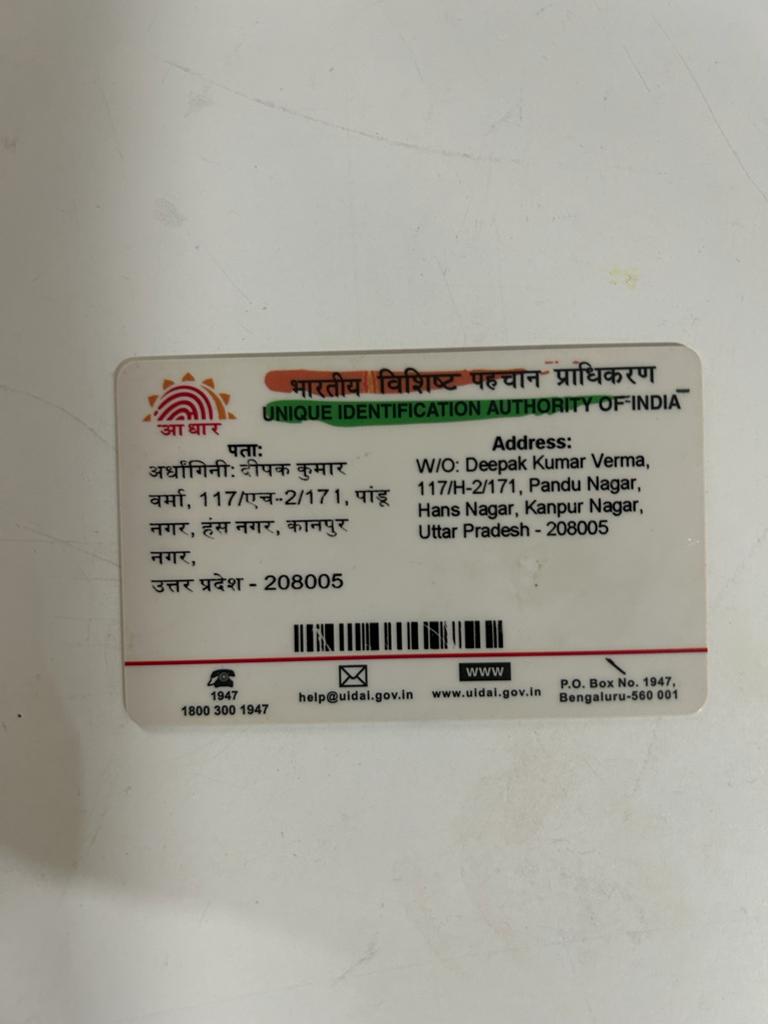 भारतीय विशिष्ट पहचान प्राधिकरण
UNIQUE IDENTIFICATION AUTHORITY OF INDIA
आधार
पता:
अर्धांगिनी: दीपक कुमार
वर्मा, 117/एच-2/171, पांडू
नगर, हंस नगर, कानपुर
नगर,
उत्तर प्रदेश - 208005
Address:
W/O: Deepak Kumar Verma,
117/H-2/171, Pandu Nagar,
Hans Nagar, Kanpur Nagar,
Uttar Pradesh - 208005
1947
1800 300 1947
help@uidai.gov.in
WWW
www.uidai.gov.in
P.O. Box No. 1947,
Bengaluru-560 001